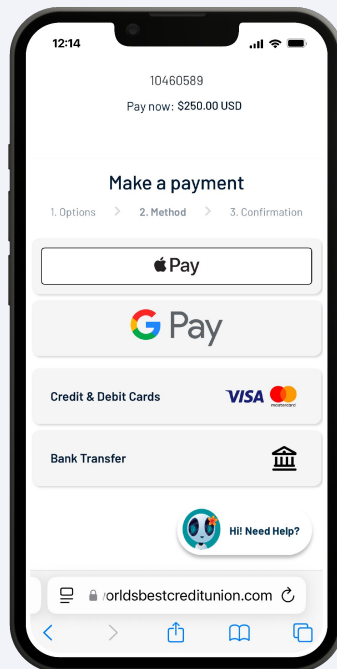 12:14
10460589
Pay now: $250.00 USD
Make a payment
1. Options > 2. Method > 3. Confirmation
Pay
G Pay
Credit & Debit Cards VISA mastercard
Bank Transfer
Hi! Need Help?
orldsbestcreditunion.com